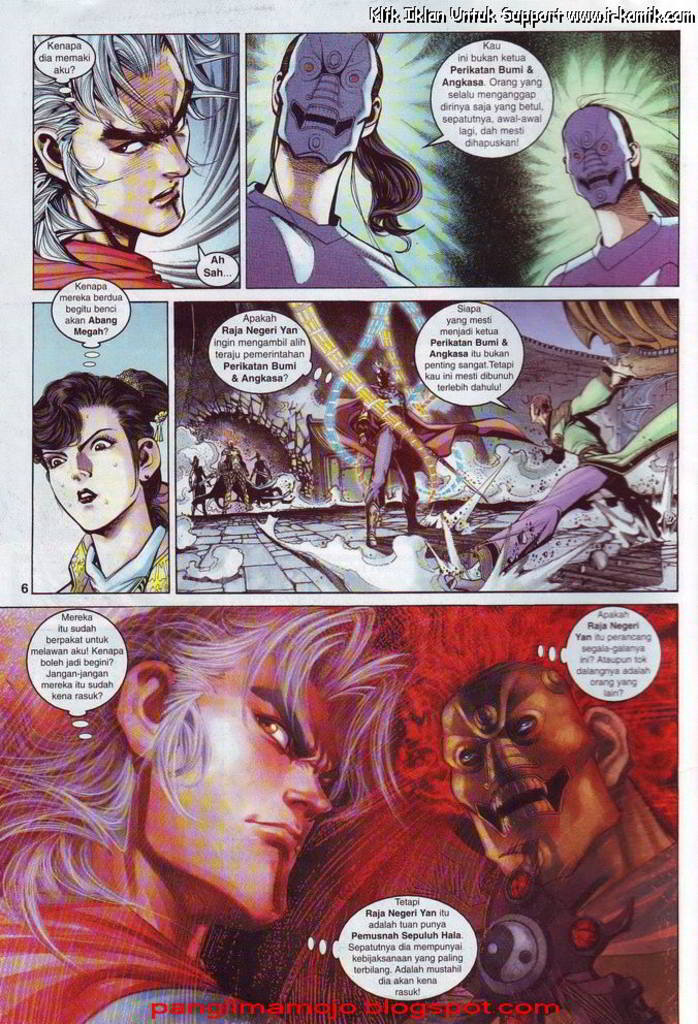 Klik Iklan Untuk Support www.ir-komik.com
Kenapa
dia memaki
aku?
Ah
Sah...
Kau
ini bukan ketua
Perikatan Bumi &
Angkasa. Orang yang
selalu menganggap
dirinya saja yang betul,
sepatutnya, awal-awal
lagi, dah mesti
dihapuskan!
Kenapa
mereka berdua
begitu benci
akan Abang
Megah?
Apakah
Raja Negeri Yan
ingin mengambil alih
teraju pemerintahan
Perikatan Bumi
& Angkasa?
Siapa
yang mesti
menjadi ketua
Perikatan Bumi &
Angkasa itu bukan
penting sangat.Tetapi
kau ini mesti dibunuh
terlebih dahulu!
6
Mereka
itu sudah
berpakat untuk
melawan aku! Kenapa
boleh jadi begini?
Jangan-jangan
mereka itu sudah
kena rasuk?
Apakah
Raja Negeri
Yan itu perancang
segala-galanya
ini? Ataupun tok
dalangnya adalah
orang yang
lain?
Tetapi
Raja Negeri Yan itu
adalah tuan punya
Pemusnah Sepuluh Hala.
Sepatutnya dia mempunyai
kebijaksanaan yang paling
terbilang. Adalah mustahil
dia akan kena
rasuk!
panglimamojo.blogspot.com